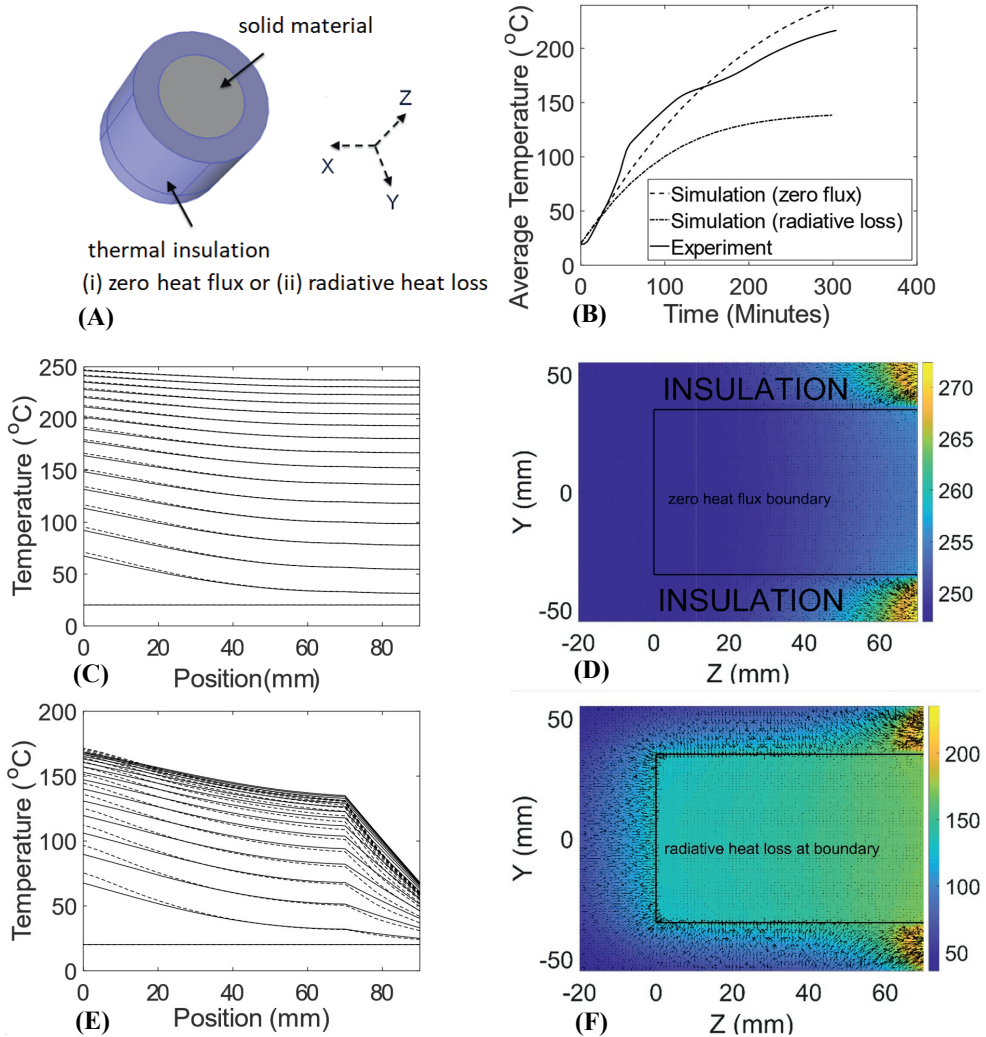 solid material
Z
X
Y
thermal insulation
(i) zero heat flux or (ii) radiative heat loss
(A)
Average Temperature (°C)
200
150
100
50
0
Simulation (zero flux)
Simulation (radiative loss)
Experiment
0 100 200 300 400
Time (Minutes)
(B)
Temperature (°C)
250
200
150
100
50
0
0 20 40 60 80
Position(mm)
(C)
Y (mm)
50
0
-50
INSULATION
zero heat flux boundary
INSULATION
270
265
260
255
250
-20 0 20 40 60
Z (mm)
(D)
Temperature (°C)
200
150
100
50
0
0 20 40 60 80
Position (mm)
(E)
Y (mm)
50
0
-50
radiative heat loss at boundary
200
150
100
50
-20 0 20 40 60
Z (mm)
(F)